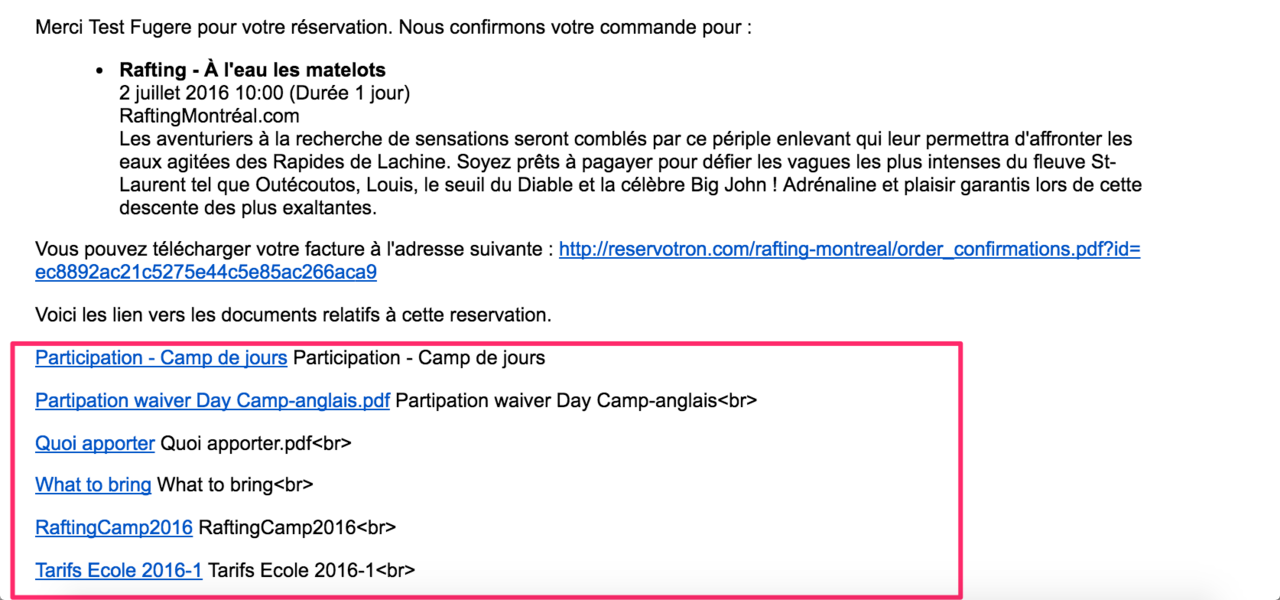 Merci Test Fugere pour votre réservation. Nous confirmons votre commande pour :
• Rafting - À l'eau les matelots
2 juillet 2016 10:00 (Durée 1 jour)
RaftingMontréal.com
Les aventuriers à la recherche de sensations seront comblés par ce périple enlevant qui leur permettra d'affronter les
eaux agitées des Rapides de Lachine. Soyez prêts à pagayer pour défier les vagues les plus intenses du fleuve St-
Laurent tel que Outécoutos, Louis, le seuil du Diable et la célèbre Big John ! Adrénaline et plaisir garantis lors de cette
descente des plus exaltantes.
Vous pouvez télécharger votre facture à l'adresse suivante : http://reservotron.com/rafting-montreal/order_confirmations.pdf?id=
ec8892ac21c5275e44c5e85ac266aca9
Voici les lien vers les documents relatifs à cette reservation.
Participation - Camp de jours Participation - Camp de jours
Partipation waiver Day Camp-anglais.pdf Partipation waiver Day Camp-anglais<br>
Quoi apporter Quoi apporter.pdf<br>
What to bring What to bring<br>
RaftingCamp2016 RaftingCamp2016<br>
Tarifs Ecole 2016-1 Tarifs Ecole 2016-1<br>